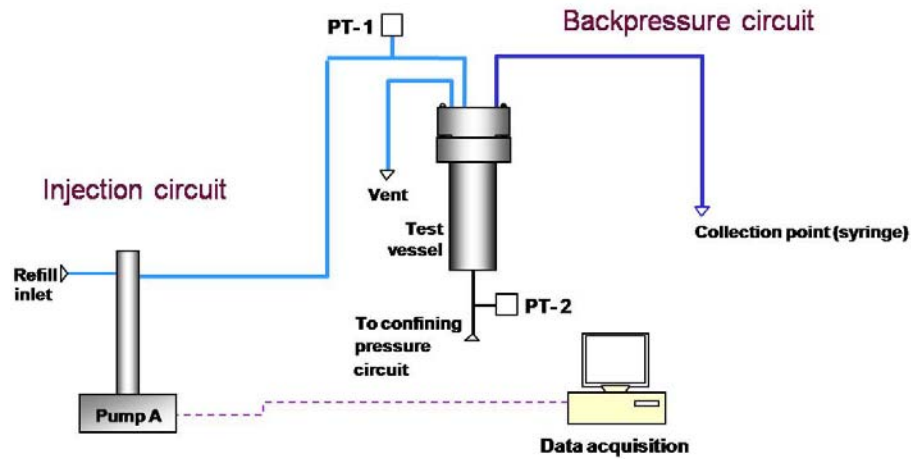 PT-1
Backpressure circuit
Injection circuit
Vent
Test
vessel
Collection point (syringe)
Refill
inlet
PT-2
To confining
pressure
circuit
Pump A
Data acquisition